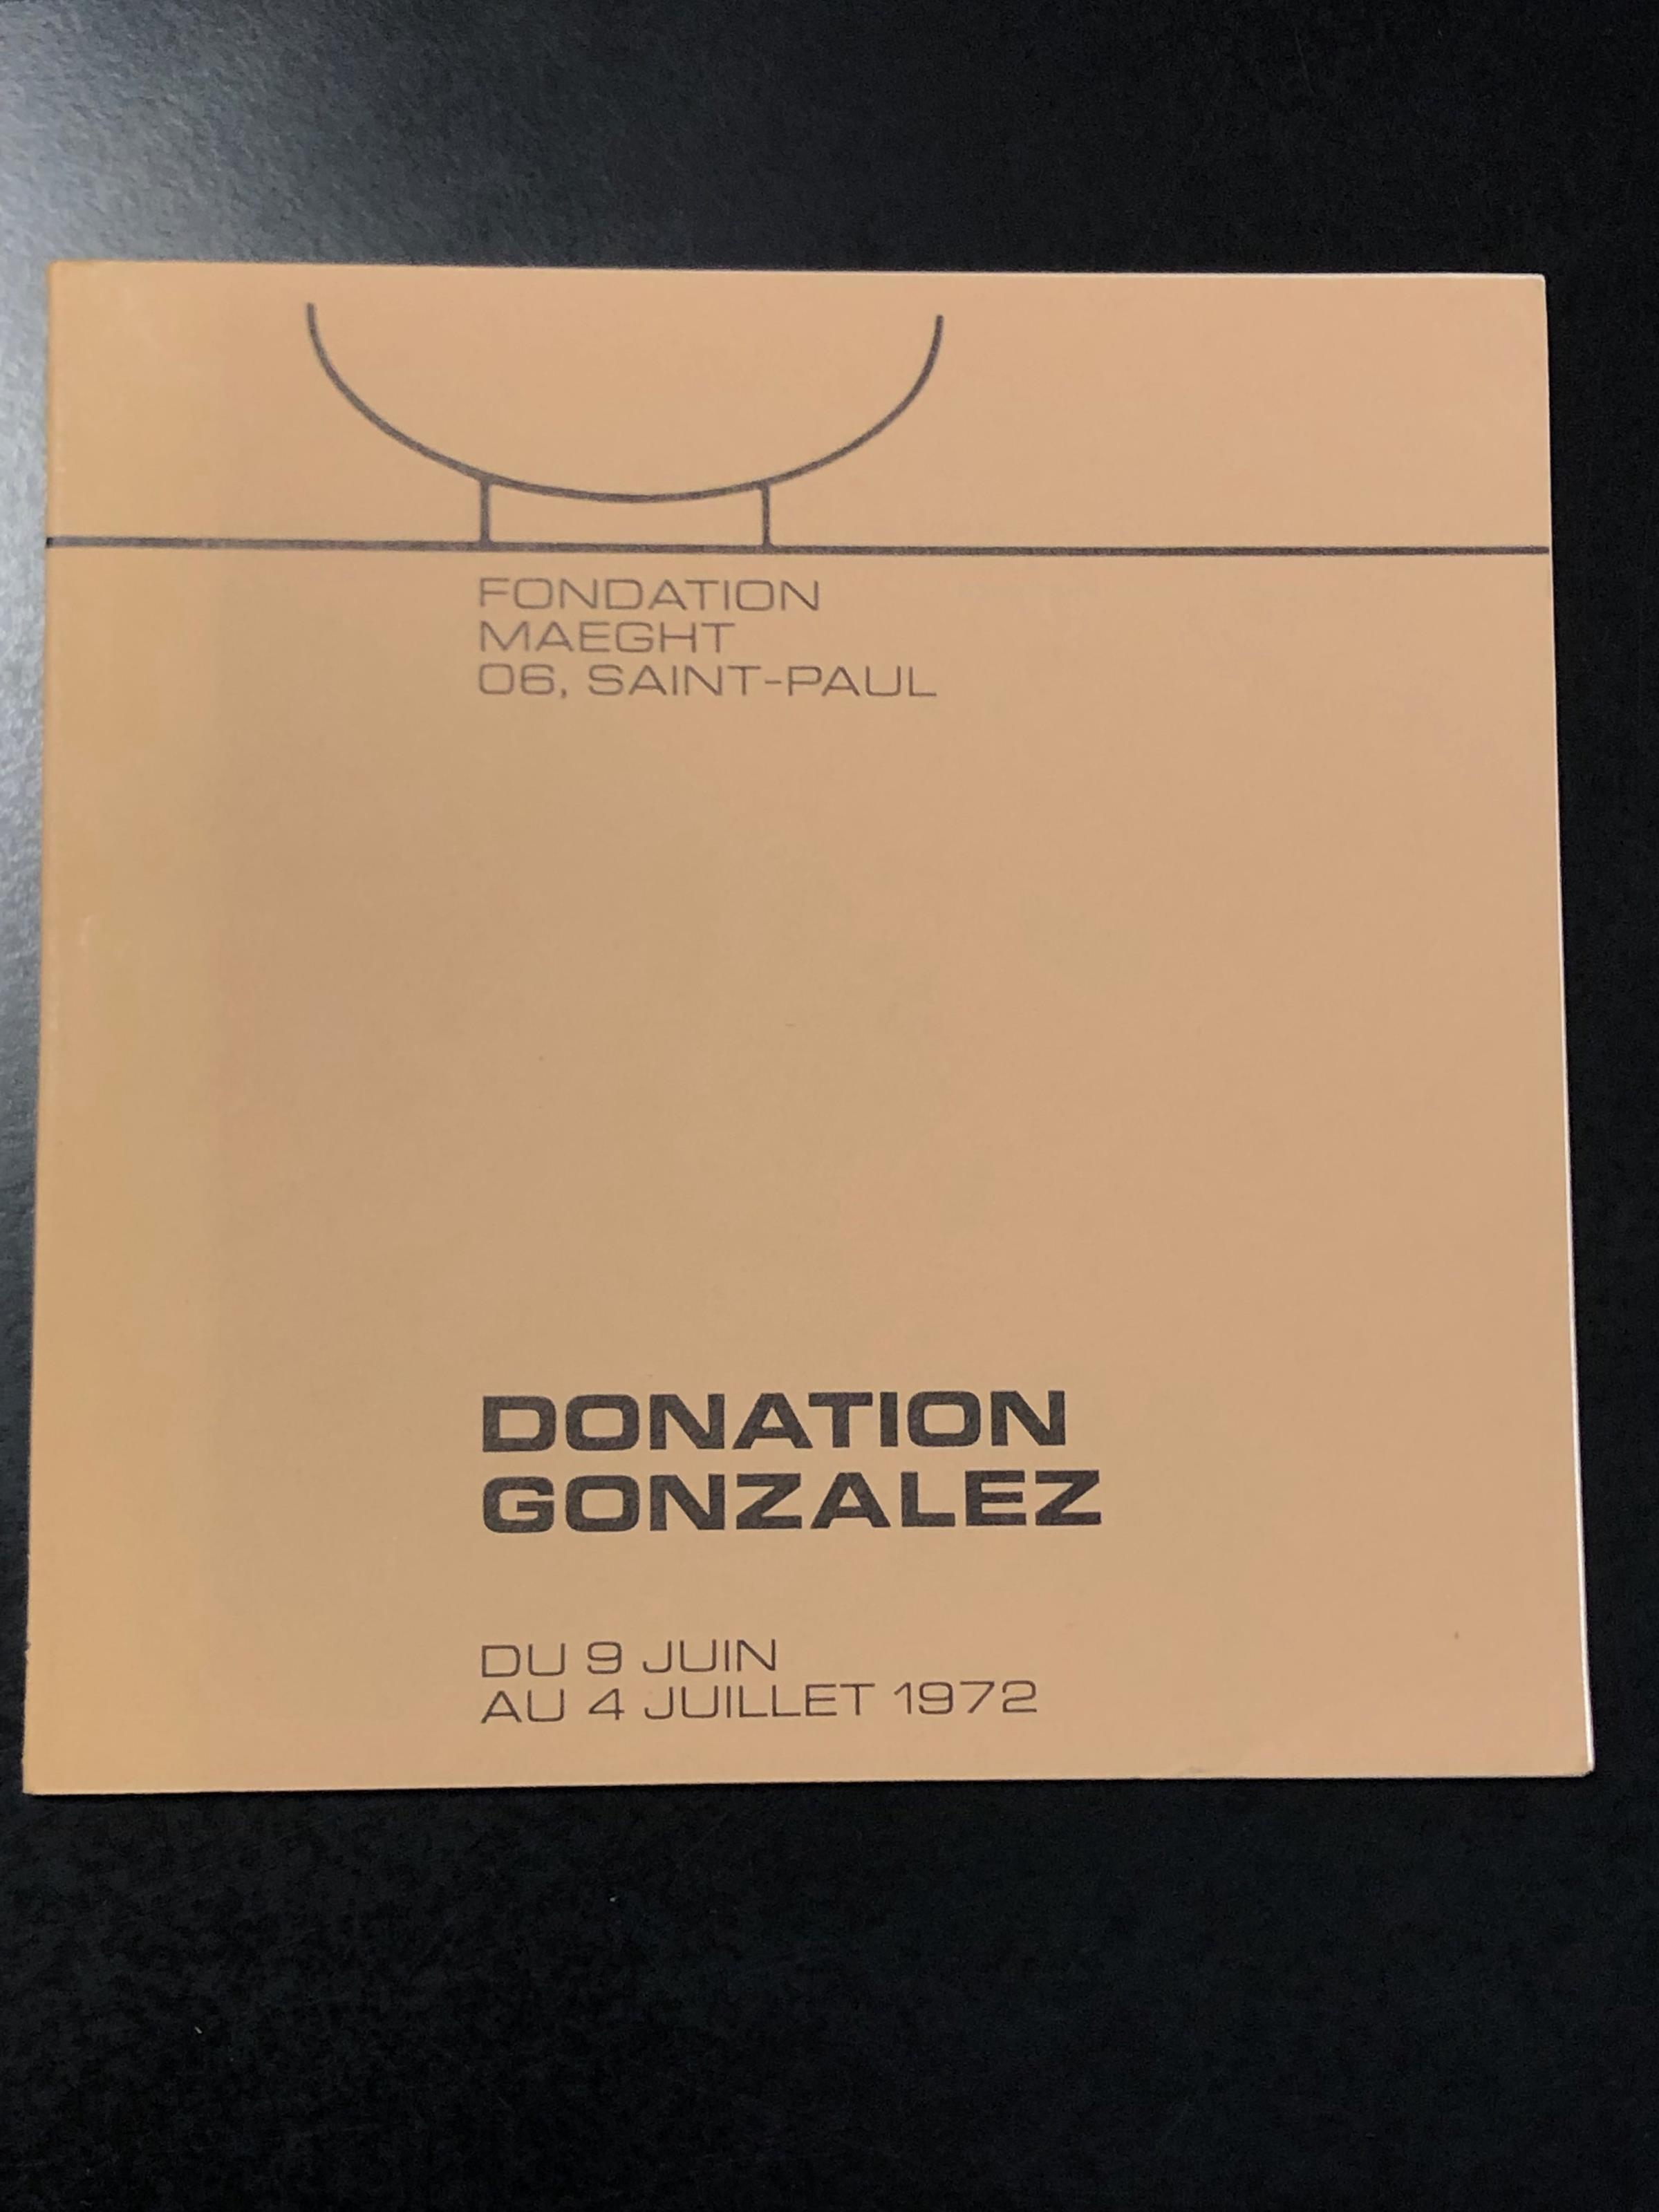 FONDATION
MAEGHT
06, SAINT-PAUL
DONATION
GONZALEZ
DU 9 JUIN
AU 4 JUILLET 1972